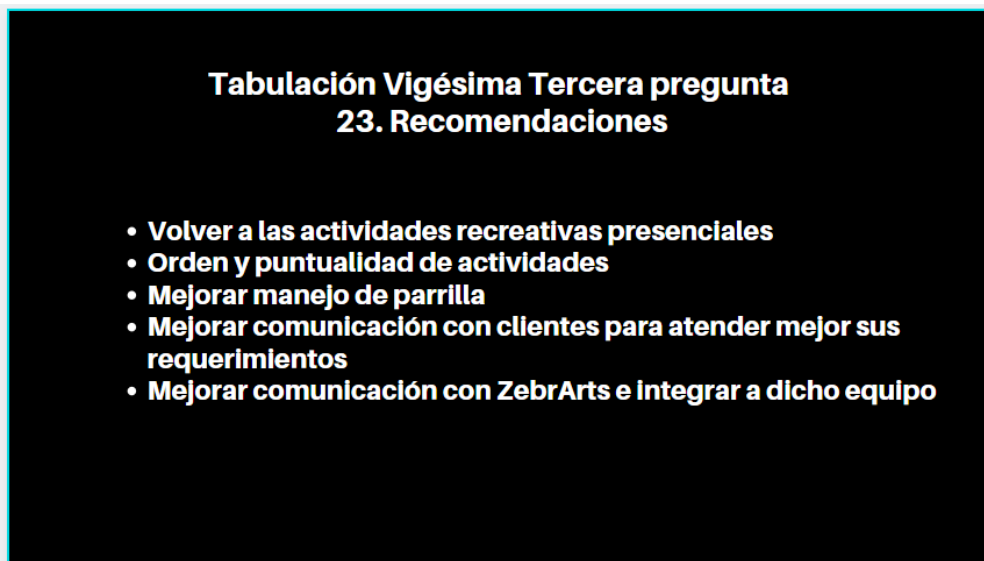 Tabulación Vigésima Tercera pregunta
23. Recomendaciones
• Volver a las actividades recreativas presenciales
• Orden y puntualidad de actividades
• Mejorar manejo de parrilla
• Mejorar comunicación con clientes para atender mejor sus
requerimientos
• Mejorar comunicación con ZebrArts e integrar a dicho equipo